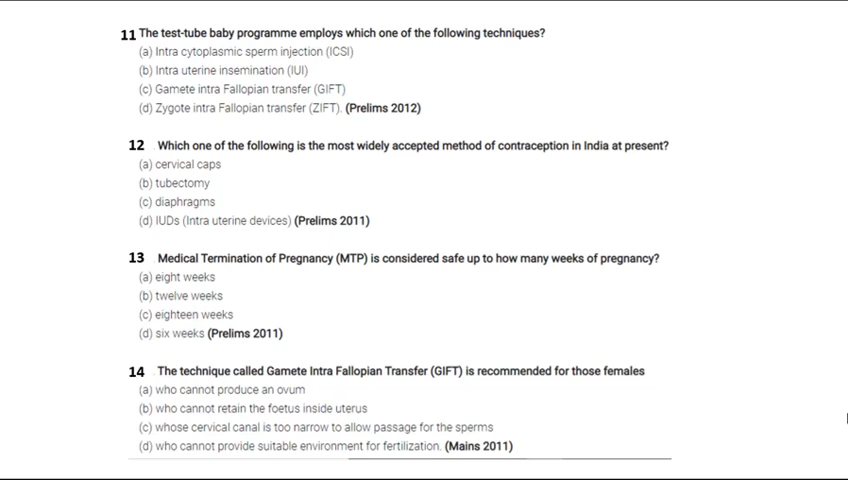 11 The test-tube baby programme employs which one of the following techniques?
(a) Intra cytoplasmic sperm injection (ICSI)
(b) Intra uterine insemination (IUI)
(c) Gamete intra Fallopian transfer (GIFT)
(d) Zygote intra Fallopian transfer (ZIFT). (Prelims 2012)
12 Which one of the following is the most widely accepted method of contraception in India at present?
(a) cervical caps
(b) tubectomy
(c) diaphragms
(d) IUDs (Intra uterine devices) (Prelims 2011)
13 Medical Termination of Pregnancy (MTP) is considered safe up to how many weeks of pregnancy?
(a) eight weeks
(b) twelve weeks
(c) eighteen weeks
(d) six weeks (Prelims 2011)
14 The technique called Gamete Intra Fallopian Transfer (GIFT) is recommended for those females
(a) who cannot produce an ovum
(b) who cannot retain the foetus inside uterus
(c) whose cervical canal is too narrow to allow passage for the sperms
(d) who cannot provide suitable environment for fertilization. (Mains 2011)